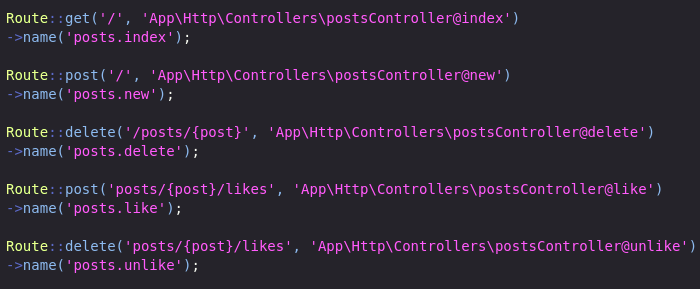 Route::get('/', 'App\Http\Controllers\postsController@index')
->name('posts.index');
Route::post('/', 'App\Http\Controllers\postsController@new')
->name('posts.new');
Route::delete('/posts/{post}', 'App\Http\Controllers\postsController@delete')
->name('posts.delete');
Route::post('posts/{post}/likes', 'App\Http\Controllers\postsController@like')
->name('posts.like');
Route::delete('posts/{post}/likes', 'App\Http\Controllers\postsController@unlike')
->name('posts.unlike');